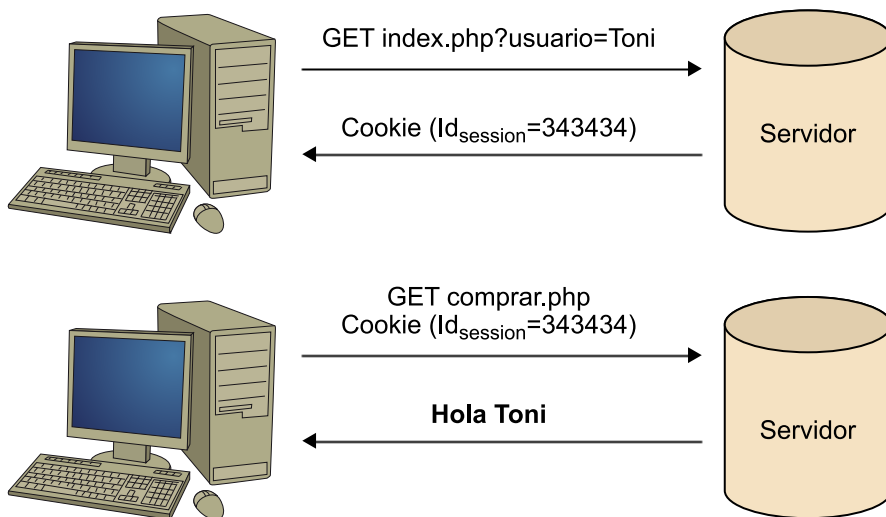 GET index.php?usuario=Toni
Cookie (Idsession=343434)
Servidor
GET comprar.php
Cookie (Idsession=343434)
Hola Toni
Servidor